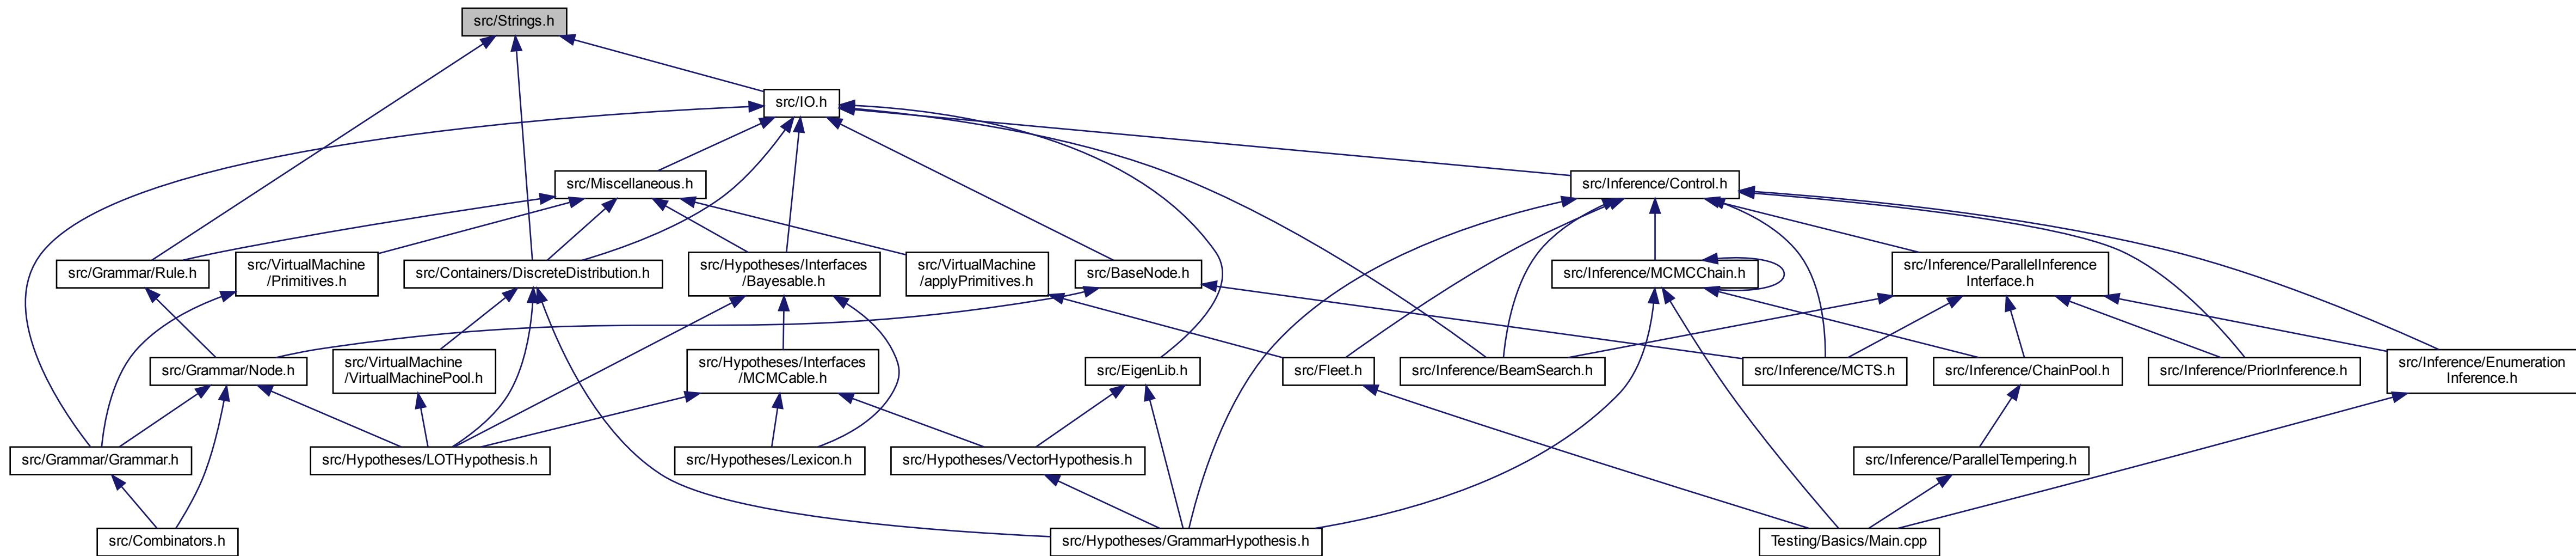 src/Strings.h
src/IO.h
src/Miscellaneous.h
src/Inference/Control.h
src/Grammar/Rule.h
src/VirtualMachine
/Primitives.h
src/Containers/DiscreteDistribution.h
src/Hypotheses/Interfaces
/Bayesable.h
src/VirtualMachine
/applyPrimitives.h
src/BaseNode.h
src/Inference/MCMCChain.h
src/Inference/ParallelInference
Interface.h
src/Grammar/Node.h
src/VirtualMachine
/VirtualMachinePool.h
src/Hypotheses/Interfaces
/MCMCable.h
src/EigenLib.h
src/Fleet.h
src/Inference/BeamSearch.h
src/Inference/MCTS.h
src/Inference/ChainPool.h
src/Inference/PriorInference.h
src/Inference/Enumeration
Inference.h
src/Grammar/Grammar.h
src/Hypotheses/LOTHypothesis.h
src/Hypotheses/Lexicon.h
src/Hypotheses/VectorHypothesis.h
src/Inference/ParallelTempering.h
src/Combinators.h
src/Hypotheses/GrammarHypothesis.h
Testing/Basics/Main.cpp